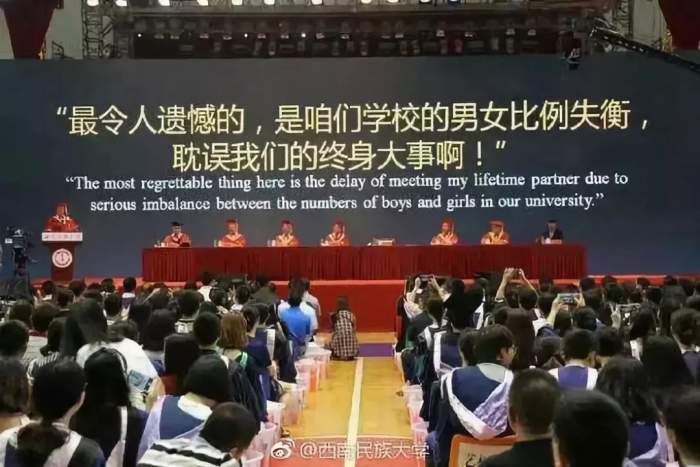 “最令人遗憾的，是咱们学校的男女比例失衡，
耽误我们的终身大事啊！”
“The most regrettable thing here is the delay of meeting my lifetime partner due to
serious imbalance between the numbers of boys and girls in our university.”
@西南民族大学